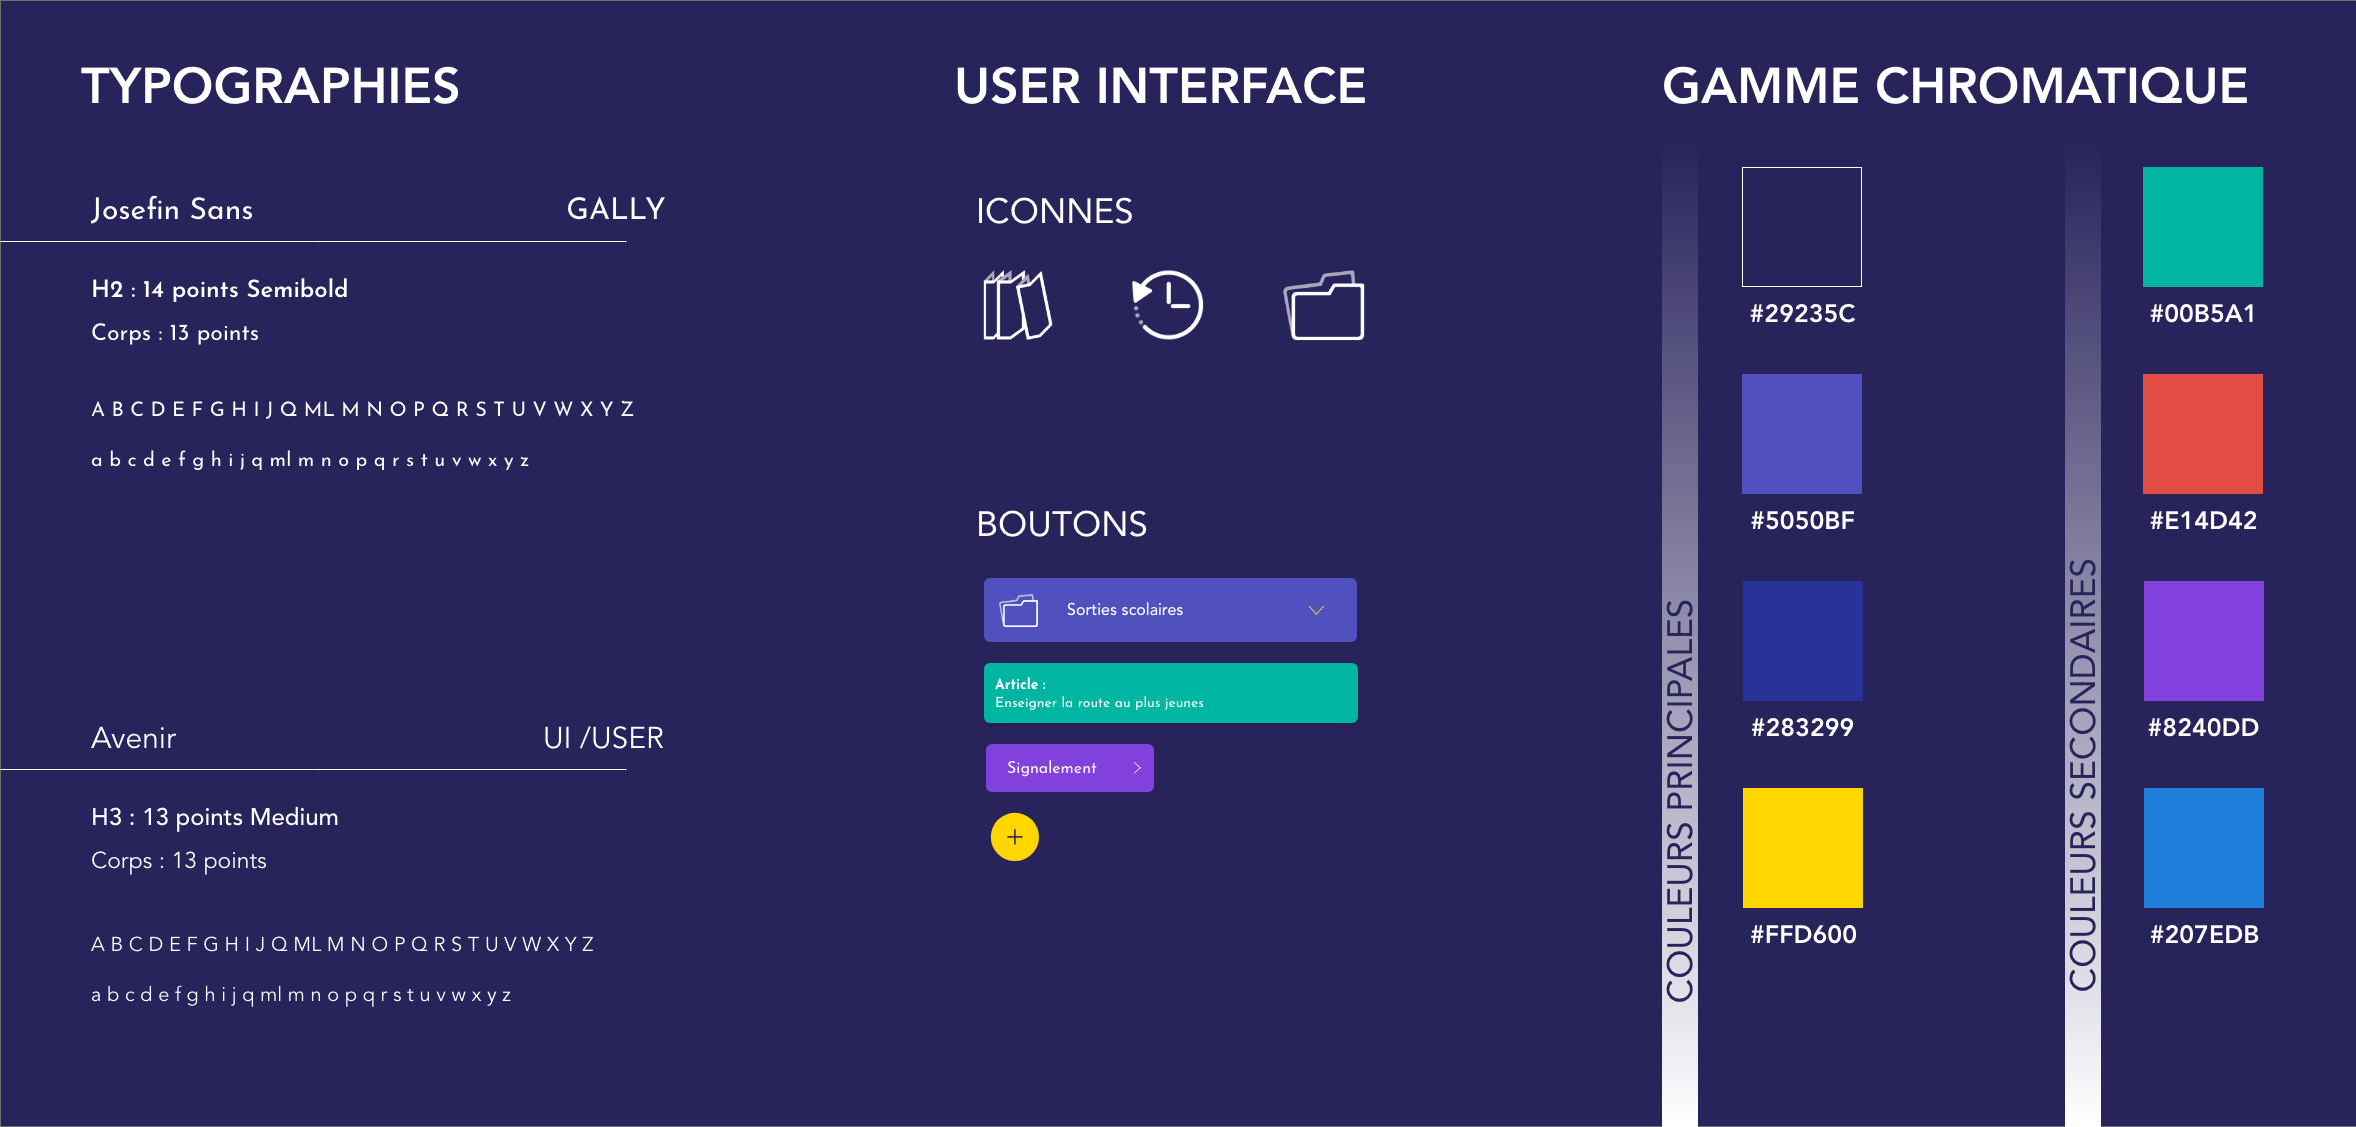 TYPOGRAPHIES
Josefin Sans
GALLY
H2 : 14 points Semibold
Corps : 13 points
A B C D E F G H I J Q ML M N O P Q R S T U V W X Y Z
a b c d e f g h i j q ml m n o p q r s t u v w x y z
Avenir
UI /USER
H3 : 13 points Medium
Corps : 13 points
A B C D E F G H I J Q ML M N O P Q R S T U V W X Y Z
a b c d e f g h i j q ml m n o p q r s t u v w x y z
USER INTERFACE
ICONNES
BOUTONS
Sorties scolaires
Article :
Enseigner la route au plus jeunes
Signalement
+
GAMME CHROMATIQUE
COULEURS PRINCIPALES
#29235C
#5050BF
#283299
#FFD600
COULEURS SECONDAIRES
#00B5A1
#E14D42
#8240DD
#207EDB